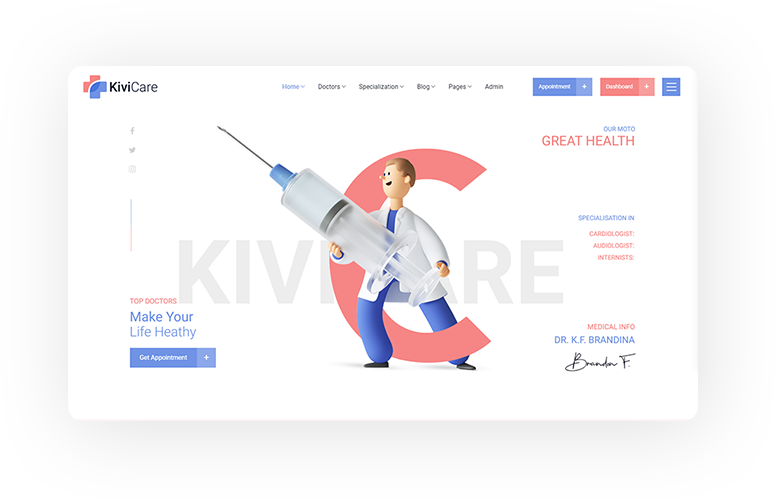 KiviCare
Home
Doctors
Specialization
Blog
Pages
Admin
Appointment +
Dashboard +
OUR MOTO
GREAT HEALTH
SPECIALISATION IN
CARDIOLOGIST:
AUDIOLOGIST:
INTERNISTS:
KIVICARE
TOP DOCTORS
Make Your
Life Heathy
Get Appointment +
MEDICAL INFO
DR. K.F. BRANDINA
Brandon F.